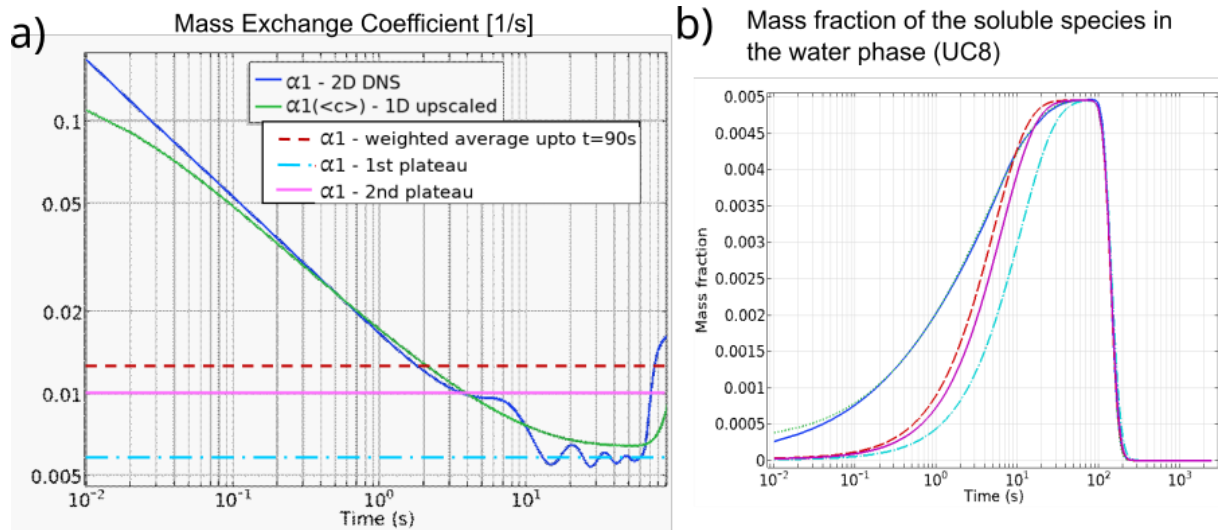 a)
Mass Exchange Coefficient [1/s]
α1 - 2D DNS
α1(<c>) - 1D upscaled
α1 - weighted average upto t=90s
α1 - 1st plateau
α1 - 2nd plateau
0.1
0.05
0.02
0.01
0.005
10⁻²
10⁻¹
10⁰
10¹
Time (s)
b)
Mass fraction of the soluble species in
the water phase (UC8)
Mass fraction
0.005
0.0045
0.004
0.0035
0.003
0.0025
0.002
0.0015
0.001
0.0005
0
10⁻²
10⁻¹
10⁰
10¹
10²
10³
Time (s)